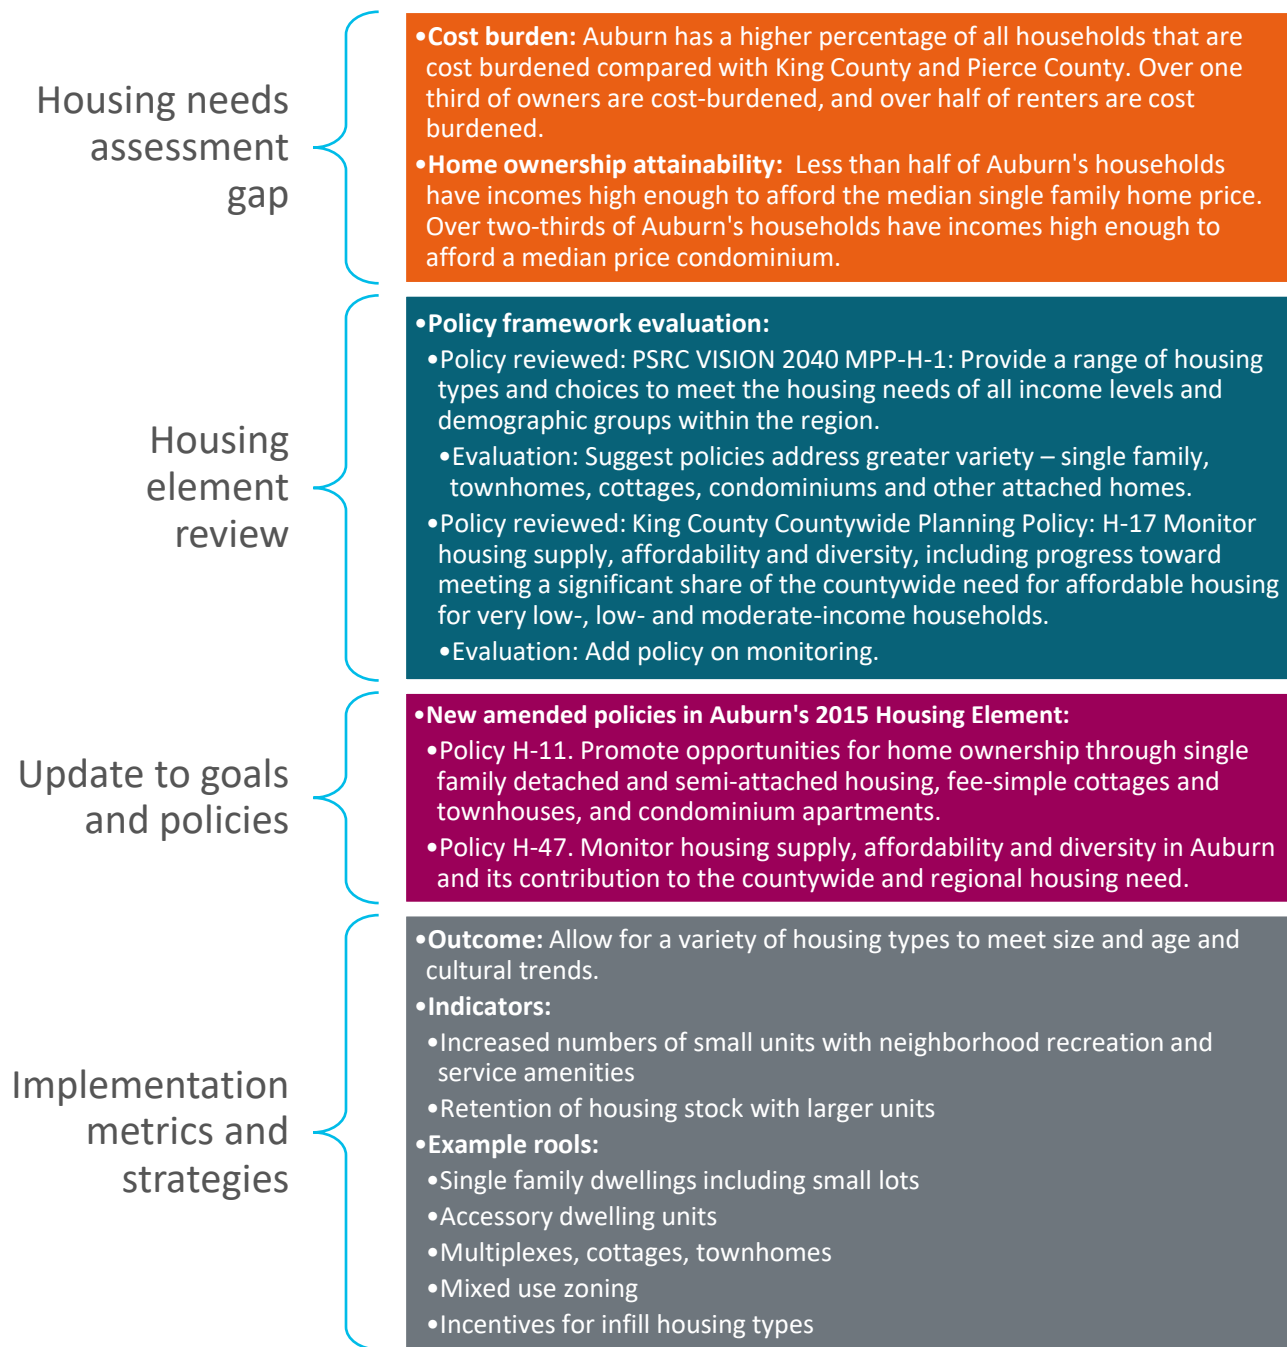 Housing needs
assessment
gap
•Cost burden: Auburn has a higher percentage of all households that are
cost burdened compared with King County and Pierce County. Over one
third of owners are cost-burdened, and over half of renters are cost
burdened.
•Home ownership attainability:  Less than half of Auburn's households
have incomes high enough to afford the median single family home price.
Over two-thirds of Auburn's households have incomes high enough to
afford a median price condominium.
Housing
element
review
•Policy framework evaluation:
•Policy reviewed: PSRC VISION 2040 MPP-H-1: Provide a range of housing
types and choices to meet the housing needs of all income levels and
demographic groups within the region.
•Evaluation: Suggest policies address greater variety – single family,
townhomes, cottages, condominiums and other attached homes.
•Policy reviewed: King County Countywide Planning Policy: H-17 Monitor
housing supply, affordability and diversity, including progress toward
meeting a significant share of the countywide need for affordable housing
for very low-, low- and moderate-income households.
•Evaluation: Add policy on monitoring.
Update to goals
and policies
•New amended policies in Auburn's 2015 Housing Element:
•Policy H-11. Promote opportunities for home ownership through single
family detached and semi-attached housing, fee-simple cottages and
townhouses, and condominium apartments.
•Policy H-47. Monitor housing supply, affordability and diversity in Auburn
and its contribution to the countywide and regional housing need.
Implementation
metrics and
strategies
•Outcome: Allow for a variety of housing types to meet size and age and
cultural trends.
•Indicators:
•Increased numbers of small units with neighborhood recreation and
service amenities
•Retention of housing stock with larger units
•Example rools:
•Single family dwellings including small lots
•Accessory dwelling units
•Multiplexes, cottages, townhomes
•Mixed use zoning
•Incentives for infill housing types